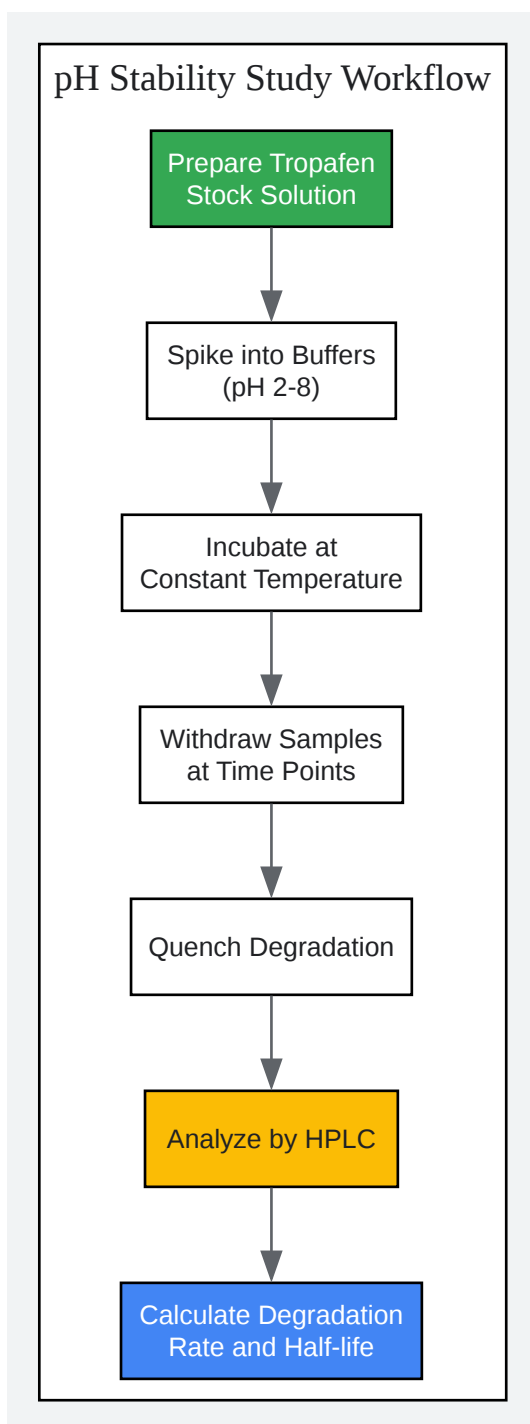 pH Stability Study Workflow
Prepare Tropafen
Stock Solution
Spike into Buffers
(pH 2-8)
Incubate at
Constant Temperature
Withdraw Samples
at Time Points
Quench Degradation
Analyze by HPLC
Calculate Degradation
Rate and Half-life